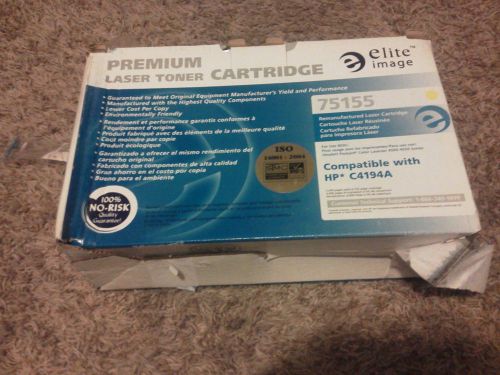 PREMIUM
LASER TONER CARTRIDGE
• Guaranteed to Meet Original Equipment Manufacturer's Yield and Performance
• Manufactured with the Highest Quality Components
• Lower Cost Per Copy
• Environmentally Friendly
• Rendement et performance garantis conformes à
l'équipement d'origine
• Produit fabriqué avec des éléments de la meilleure qualité
• Coût moindre par copie
• Produit écologique
• Garantizado a ofrecer el mismo rendimiento del
cartucho original
• Fabricado con componentes de alta calidad
• Gran ahorro en el costo por copia
• Bueno para el ambiente
100%
NO-RISK
Quality
Guarantee!
ISO
e elite™
image
75155
Remanufactured Laser Cartridge
Cartouche Laser Réusinée
Cartucho Refabricado
para Impresora Láser
Compatible with
HP* C4194A